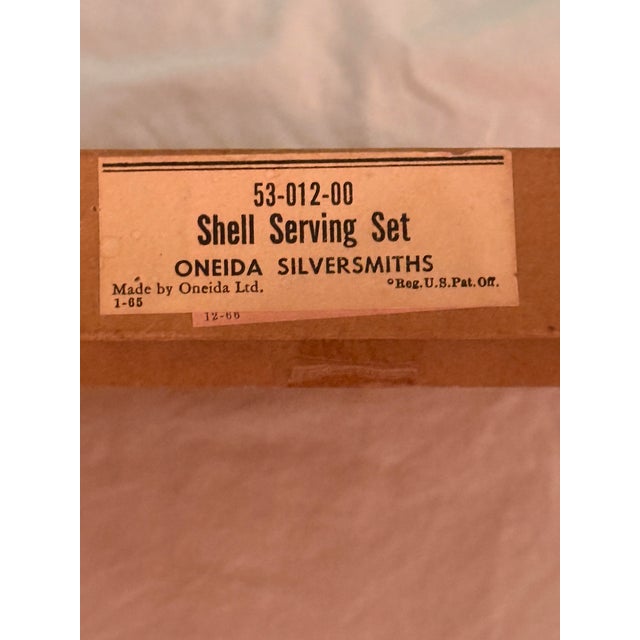 53-012-00
Shell Serving Set
ONEIDA SILVERSMITHS
Made by Oneida Ltd. °Reg. U.S. Pat. Off.
1-65
12-66